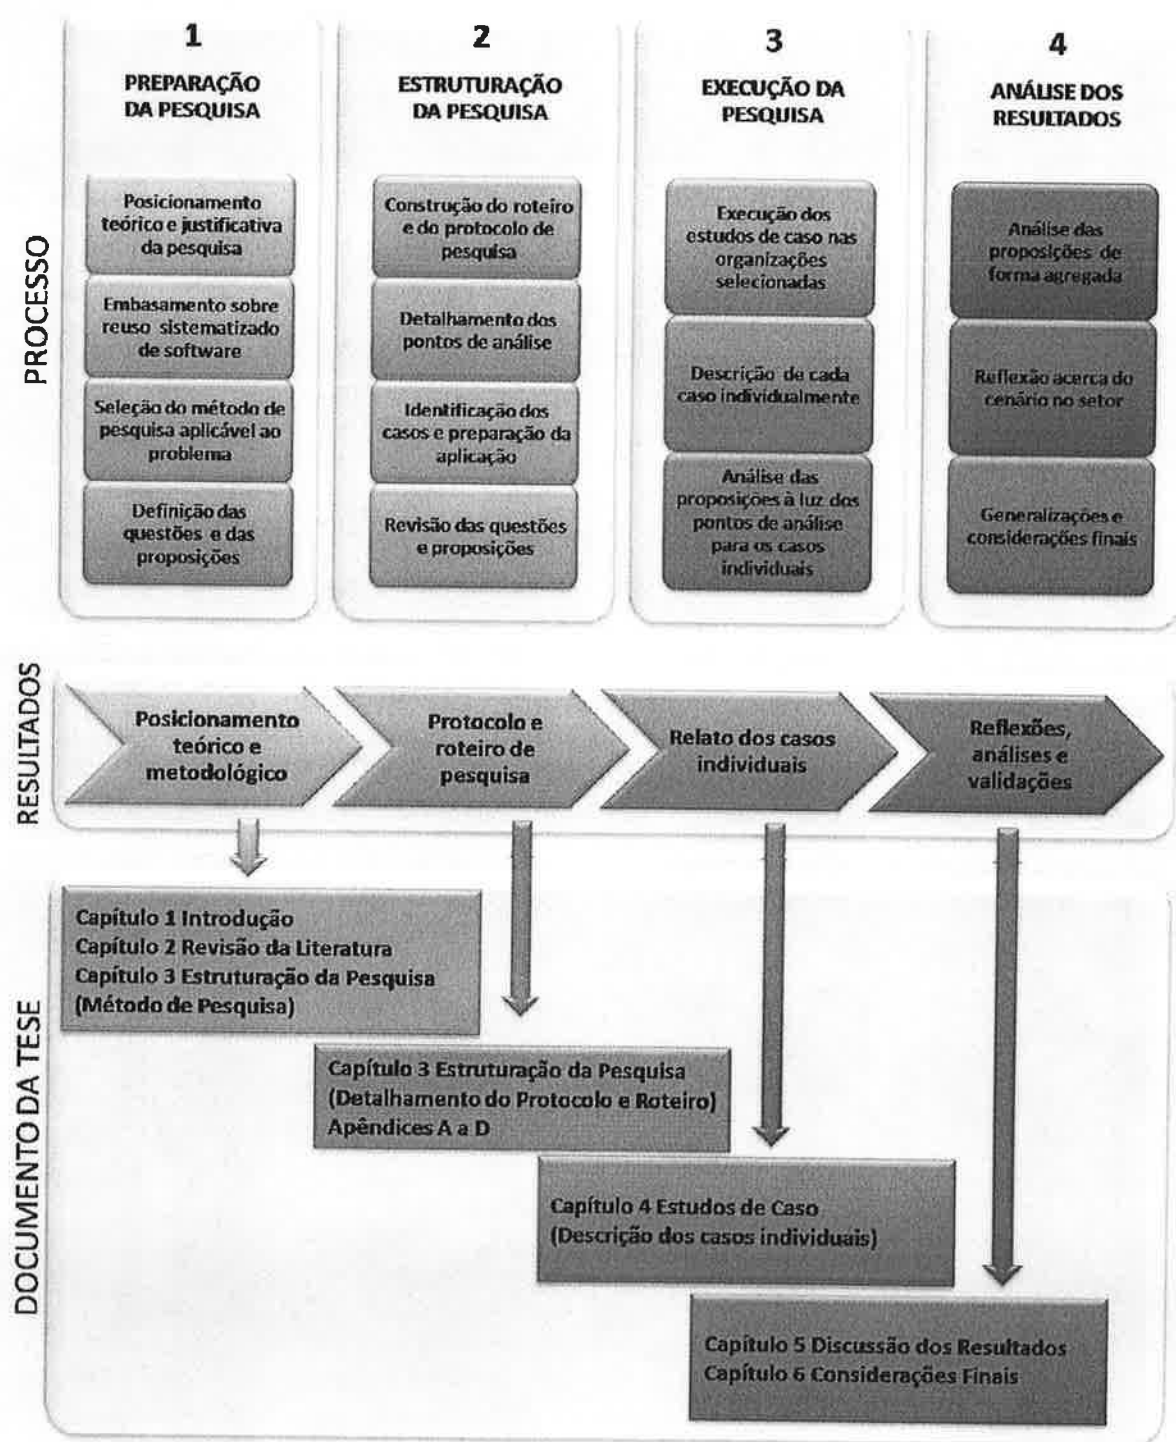 1
PREPARAÇÃO
DA PESQUISA
Posicionamento
teórico e justificativa
da pesquisa
Embasamento sobre
reuso sistematizado
de software
Seleção do método de
pesquisa aplicável ao
problema
Definição das
questões e das
proposições
2
ESTRUTURAÇÃO
DA PESQUISA
Construção do roteiro
e do protocolo de
pesquisa
Detalhamento dos
pontos de análise
Identificação dos
casos e preparação da
aplicação
Revisão das questões
e proposições
3
EXECUÇÃO DA
PESQUISA
Execução dos
estudos de caso nas
organizações
selecionadas
Descrição de cada
caso individualmente
Análise das
proposições à luz dos
pontos de análise
para os casos
individuais
4
ANÁLISE DOS
RESULTADOS
Análise das
proposições de
forma agregada
Reflexão acerca do
cenário no setor
Generalizações e
considerações finais
PROCESSO
RESULTADOS
Posicionamento
teórico e
metodológico
Protocolo e
roteiro de
pesquisa
Relato dos casos
individuais
Reflexões,
análises e
validações
DOCUMENTO DA TESE
Capítulo 1 Introdução
Capítulo 2 Revisão da Literatura
Capítulo 3 Estruturação da Pesquisa
(Método de Pesquisa)
Capítulo 3 Estruturação da Pesquisa
(Detalhamento do Protocolo e Roteiro)
Apêndices A a D
Capítulo 4 Estudos de Caso
(Descrição dos casos individuais)
Capítulo 5 Discussão dos Resultados
Capítulo 6 Considerações Finais